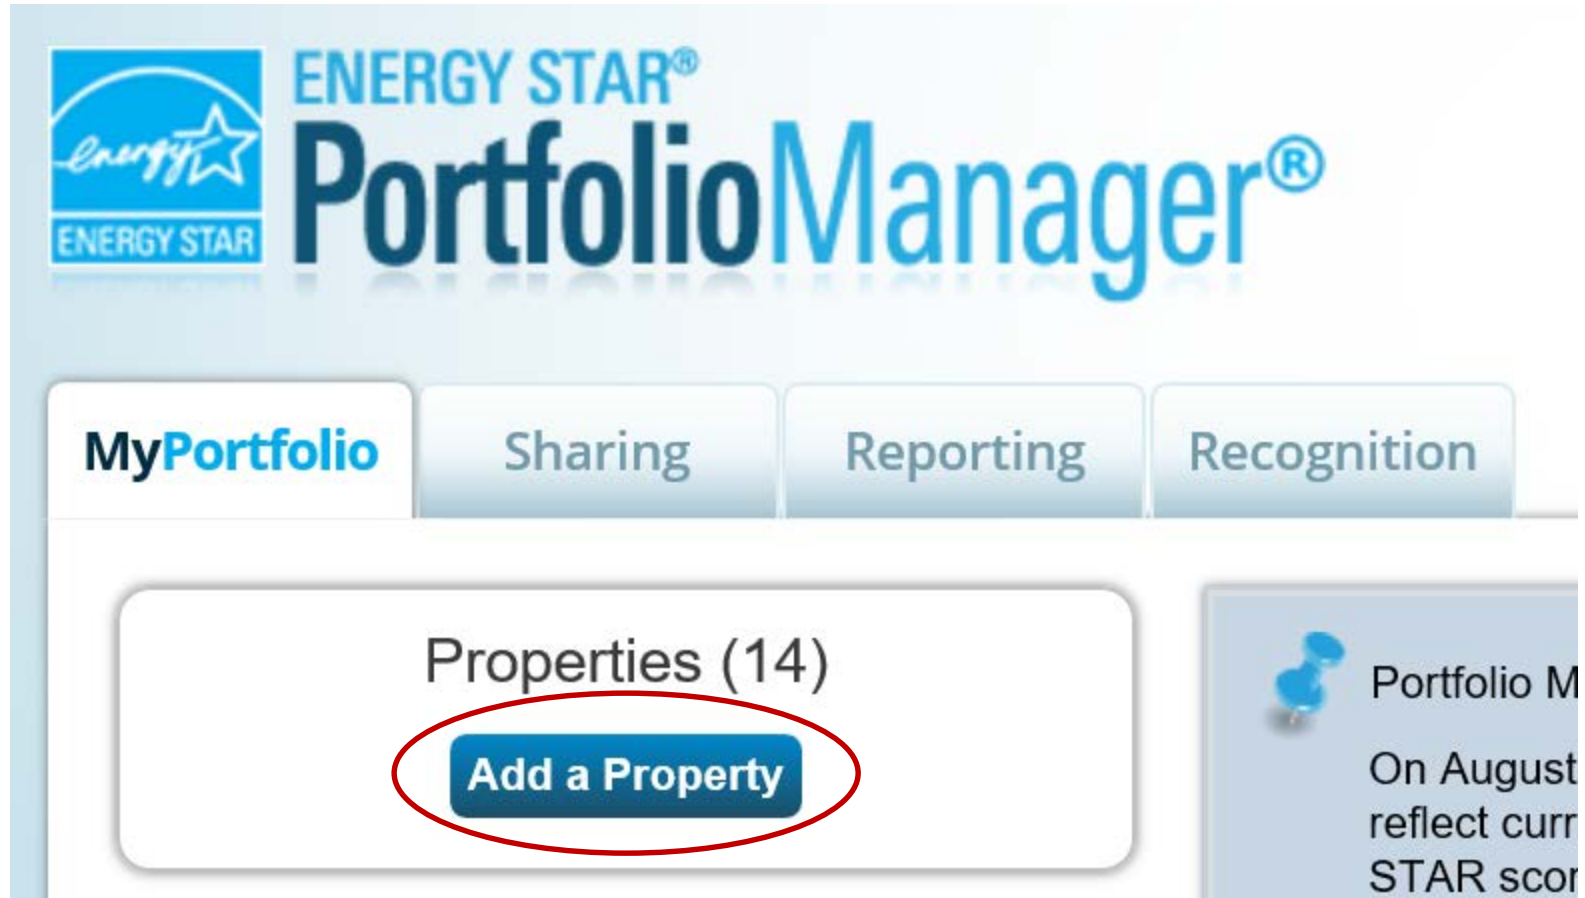 energy
ENERGY STAR
ENERGY STAR®
PortfolioManager®
MyPortfolio
Sharing
Reporting
Recognition
Properties (14)
Add a Property
Portfolio M
On August
reflect curr
STAR scor